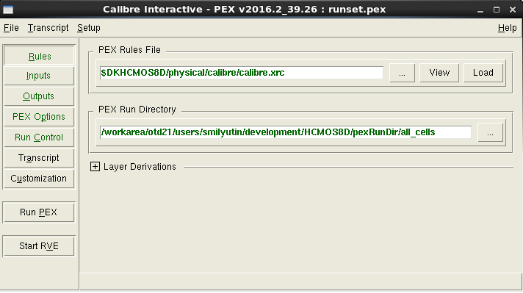 Calibre Interactive - PEX v2016.2_39.26 : runset.pex
File Transcript Setup Help
Rules
Inputs
Outputs
PEX Options
Run Control
Transcript
Customization
Run PEX
Start RVE
PEX Rules File
$DKHCMOS8D/physical/calibre/calibre.xrc ... View Load
PEX Run Directory
/workarea/otd21/users/smilyutin/development/HCMOS8D/pexRunDir/all_cells ...
+ Layer Derivations